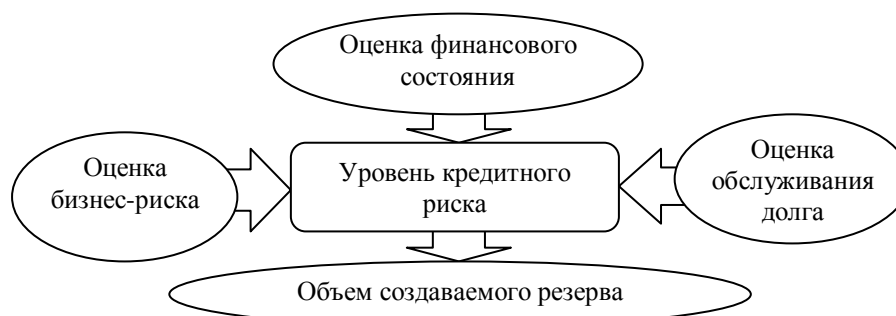 Оценка финансового
состояния
Оценка
бизнес-риска
Уровень кредитного
риска
Оценка
обслуживания
долга
Объем создаваемого резерва